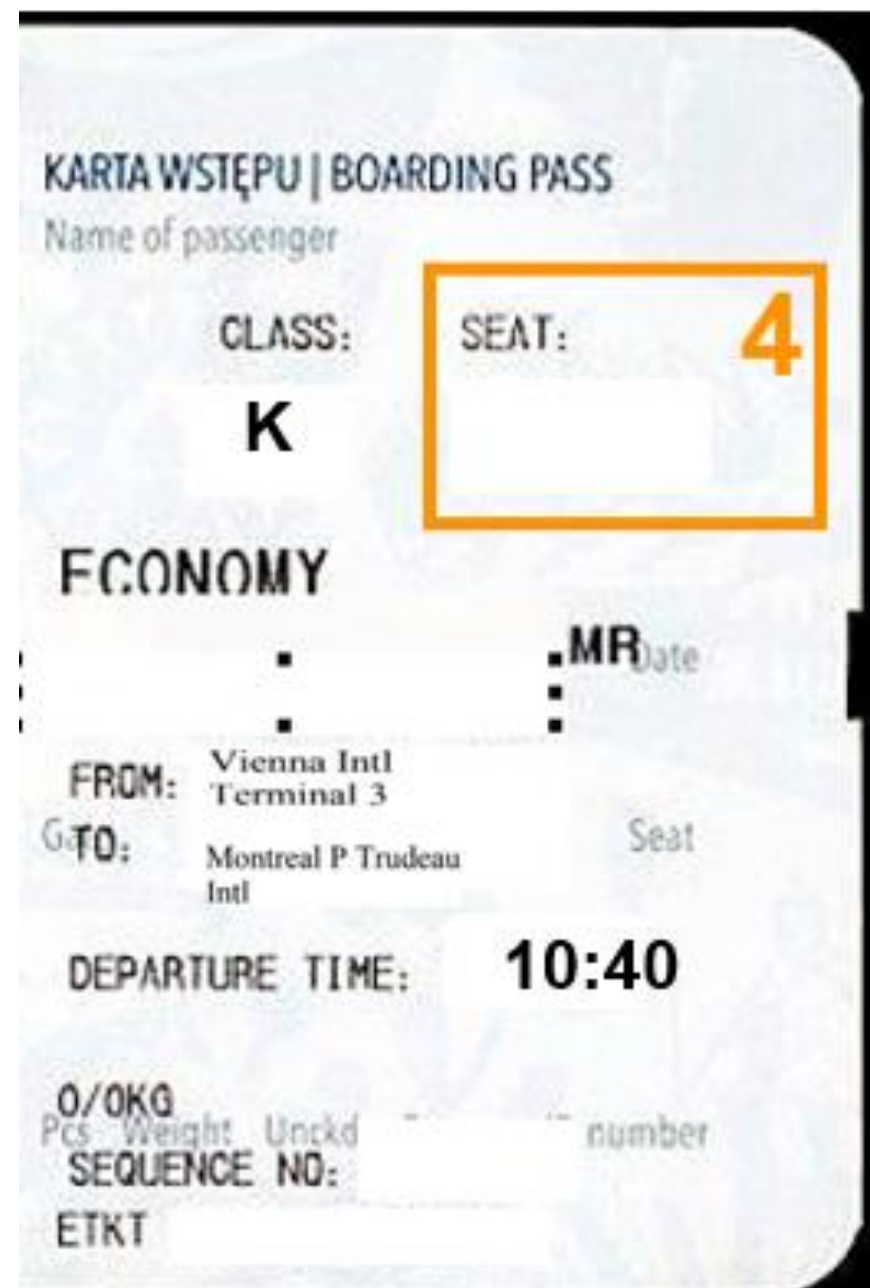 KARTA WSTĘPU | BOARDING PASS
Name of passenger
CLASS: SEAT: 4
K
ECONOMY
MR Date
FROM: Vienna Intl
Terminal 3
TO: Montreal P Trudeau
Intl
Seat
DEPARTURE TIME: 10:40
0/0KG
Pcs Weight Unckd number
SEQUENCE NO:
ETKT